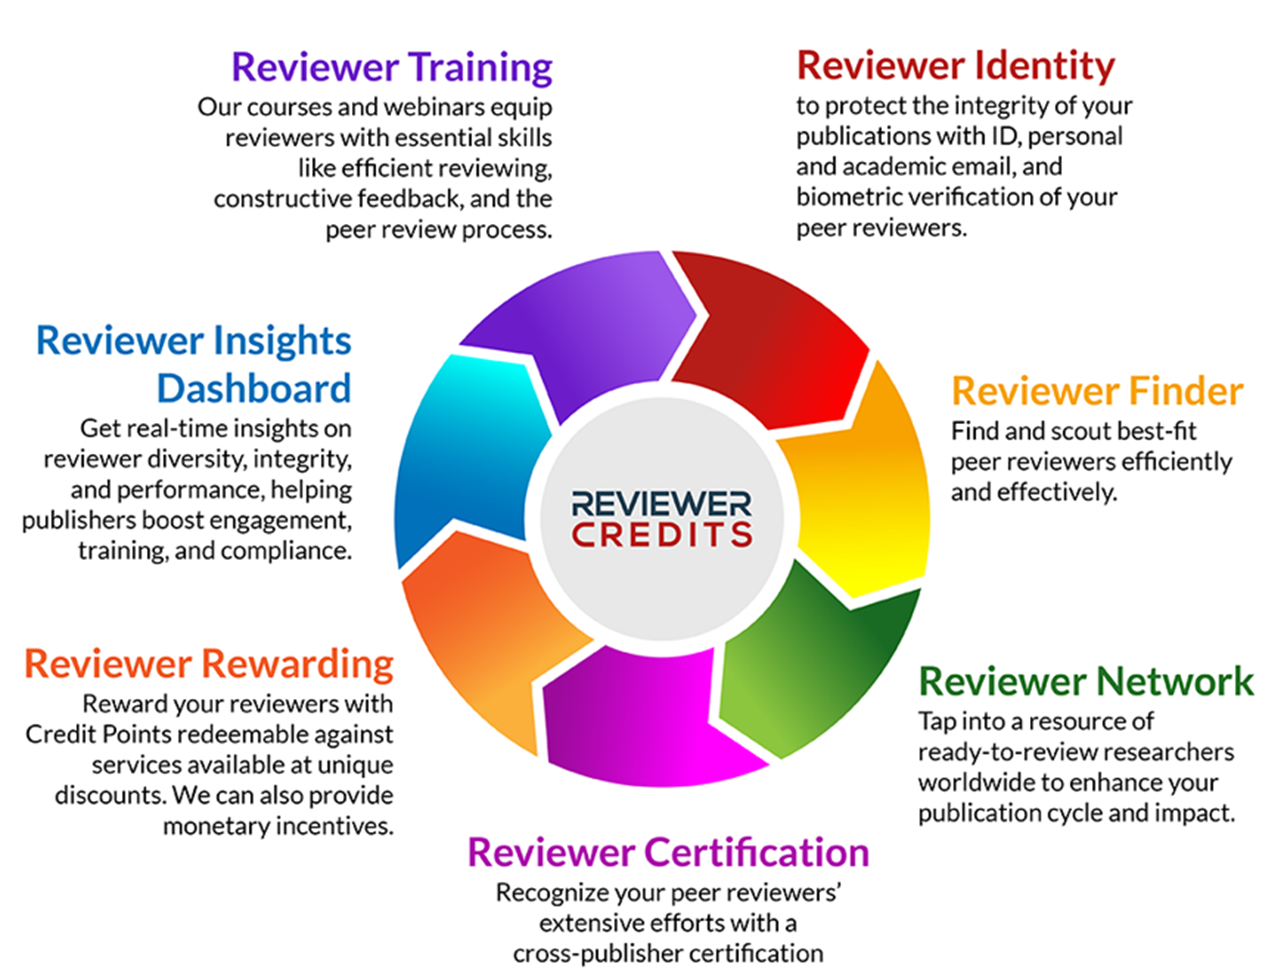 Reviewer Training
Our courses and webinars equip
reviewers with essential skills
like efficient reviewing,
constructive feedback, and the
peer review process.
Reviewer Identity
to protect the integrity of your
publications with ID, personal
and academic email, and
biometric verification of your
peer reviewers.
Reviewer Insights
Dashboard
Get real-time insights on
reviewer diversity, integrity,
and performance, helping
publishers boost engagement,
training, and compliance.
Reviewer Finder
Find and scout best-fit
peer reviewers efficiently
and effectively.
REVIEWER
CREDITS
Reviewer Rewarding
Reward your reviewers with
Credit Points redeemable against
services available at unique
discounts. We can also provide
monetary incentives.
Reviewer Network
Tap into a resource of
ready-to-review researchers
worldwide to enhance your
publication cycle and impact.
Reviewer Certification
Recognize your peer reviewers’
extensive efforts with a
cross-publisher certification